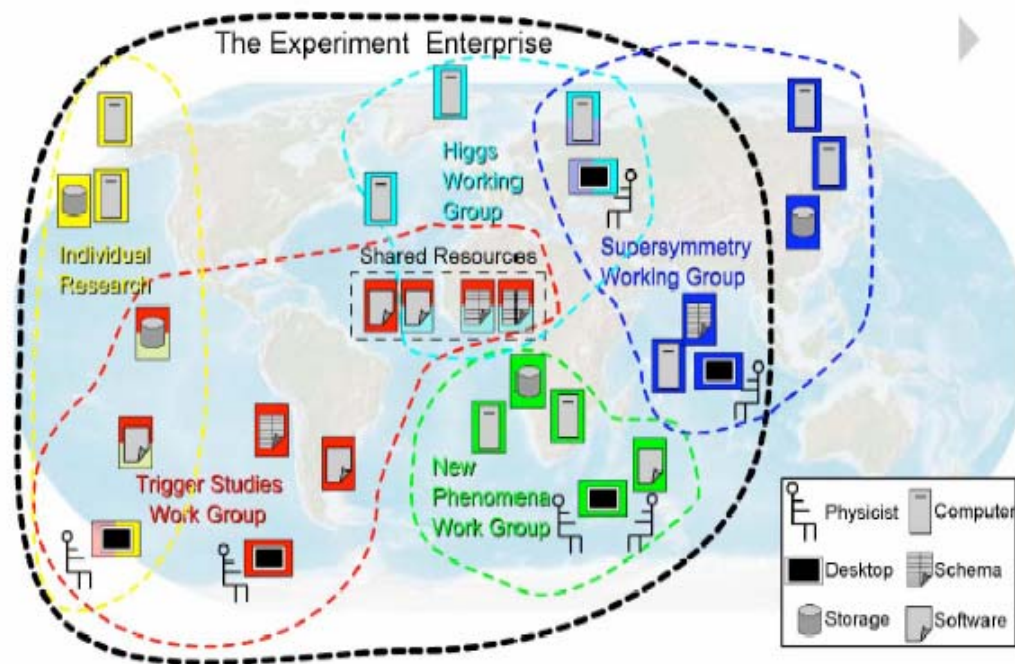 The Experiment Enterprise
Higgs
Working
Group
Individual
Research
Shared Resources
Supersymmetry
Working Group
Trigger Studies
Work Group
New
Phenomena
Work Group
Physicist
Computer
Desktop
Schema
Storage
Software